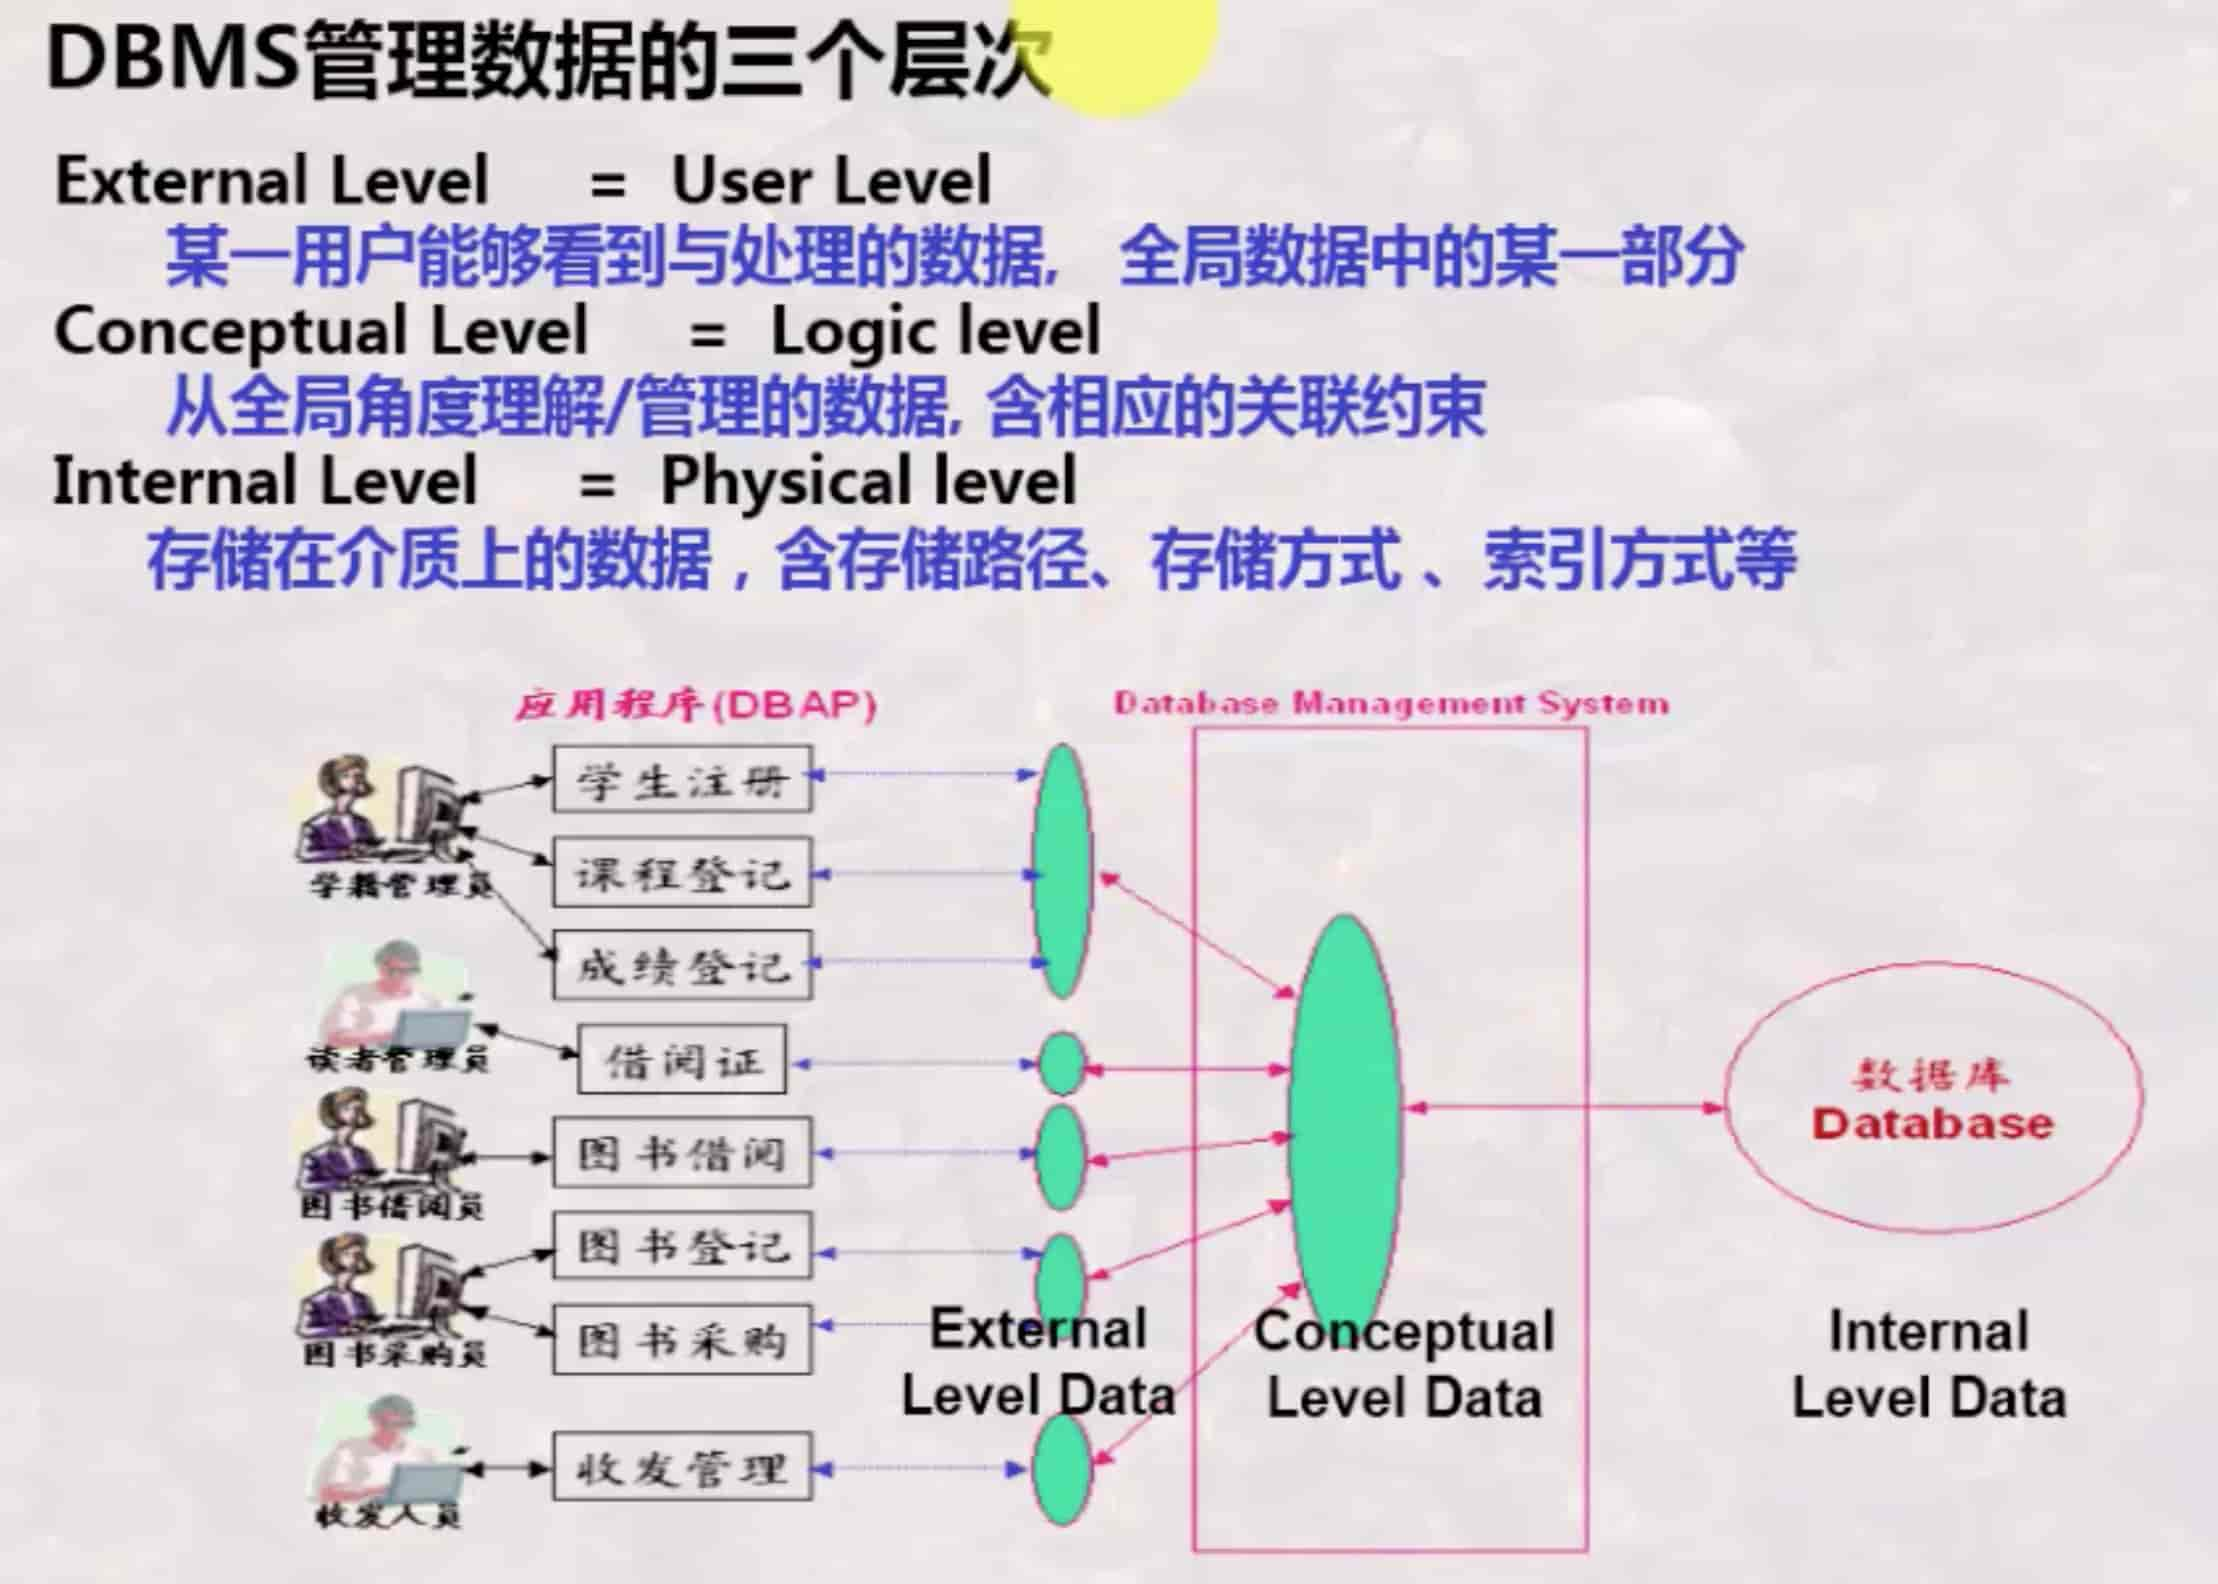 DBMS管理数据的三个层次
External Level = User Level
某一用户能够看到与处理的数据, 全局数据中的某一部分
Conceptual Level = Logic level
从全局角度理解/管理的数据, 含相应的关联约束
Internal Level = Physical level
存储在介质上的数据，含存储路径、存储方式 、索引方式等
应用程序(DBAP)
Database Management System
学生注册
课程登记
学籍管理员
成绩登记
读者管理员
借阅证
图书借阅
图书借阅员
图书登记
图书采购
图书采购员
收发管理
收发人员
数据库
Database
External
Level Data
Conceptual
Level Data
Internal
Level Data